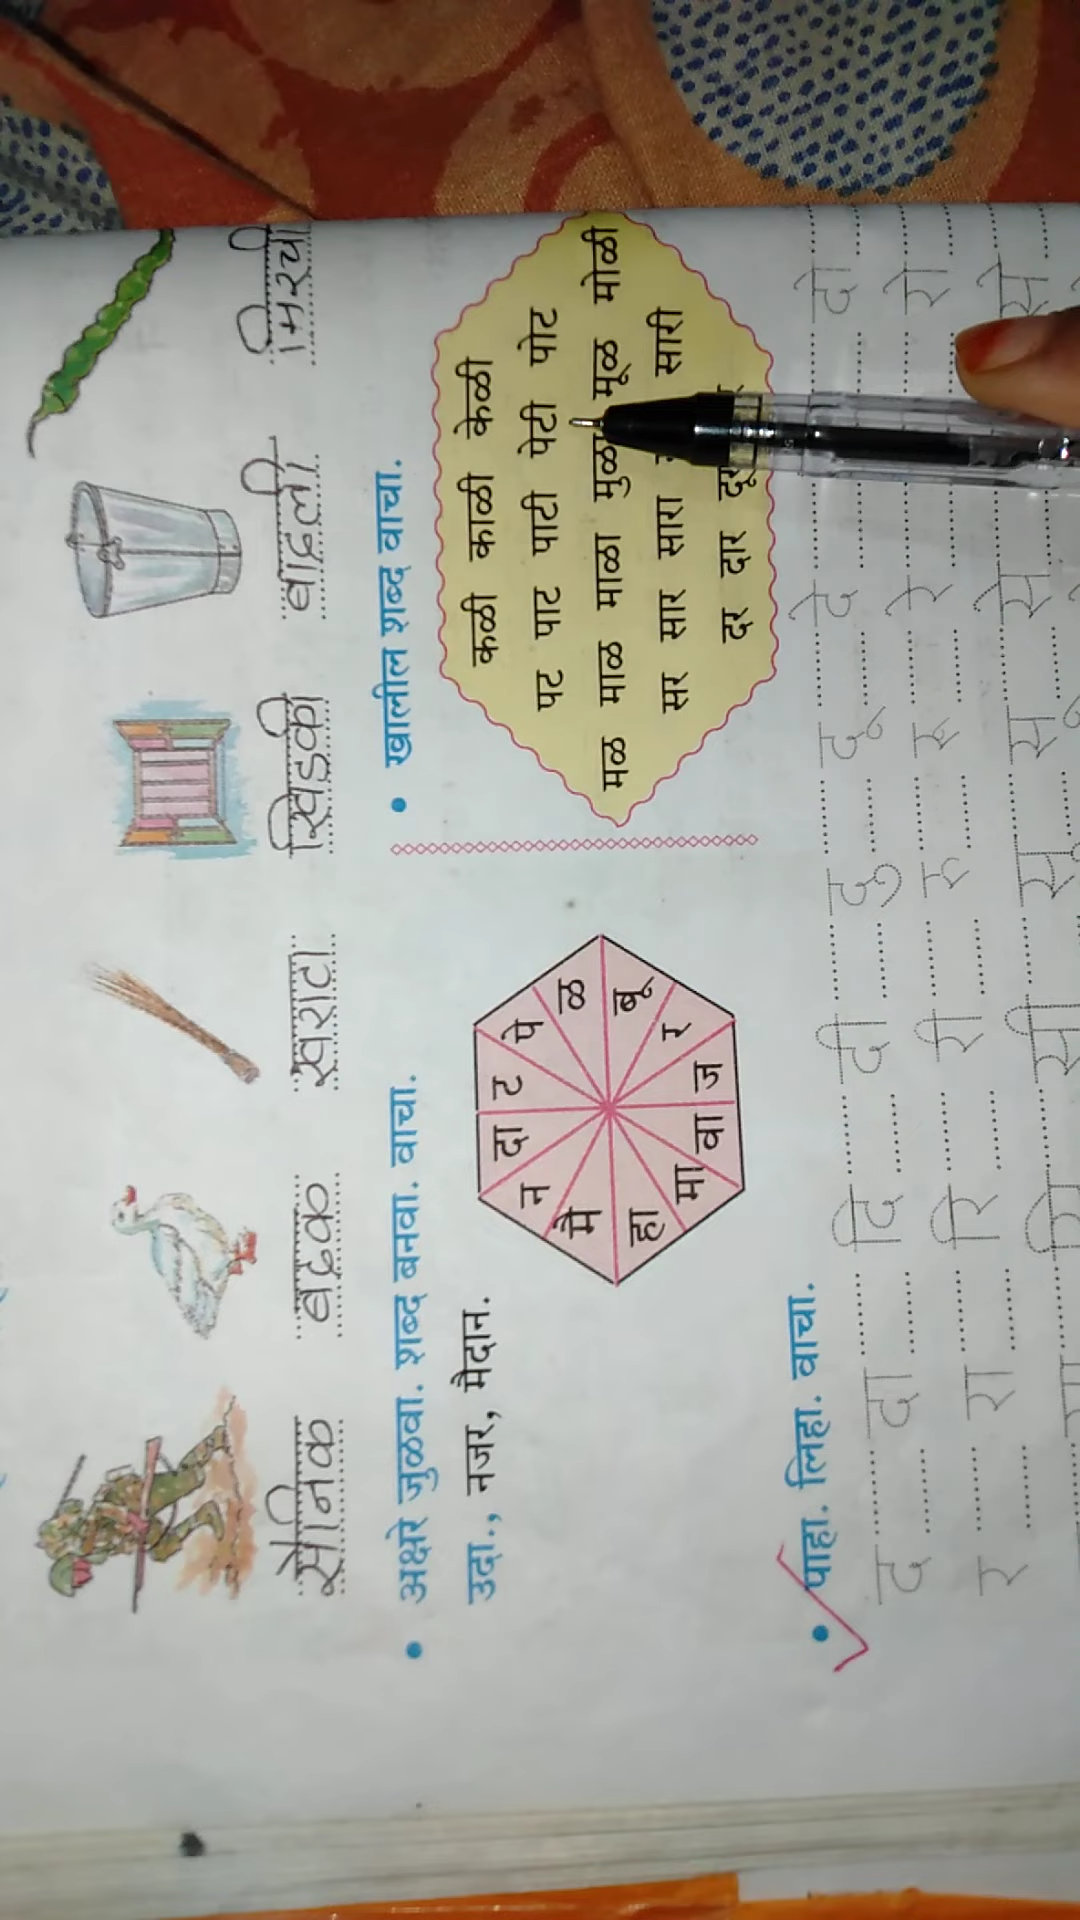 सैनिक बदक खराटा खिडकी बादली मिरची
• अक्षरे जुळवा. शब्द बनवा. वाचा.
उदा., नजर, मैदान.
न दा ट पे ळ बू र ज वा मा हा मै
• खालील शब्द वाचा.
कळी काळी केळी
पट पाट पाटी पेटी पोट
मळ माळ माळा मुळा मूळ मोळी
सर सार सारा सारी
दर दार
• पाहा. लिहा. वाचा.
द दा दि दी दु दू दे दो
र रा रि री रु रू रे रो
सा सि सी सु सू से सो